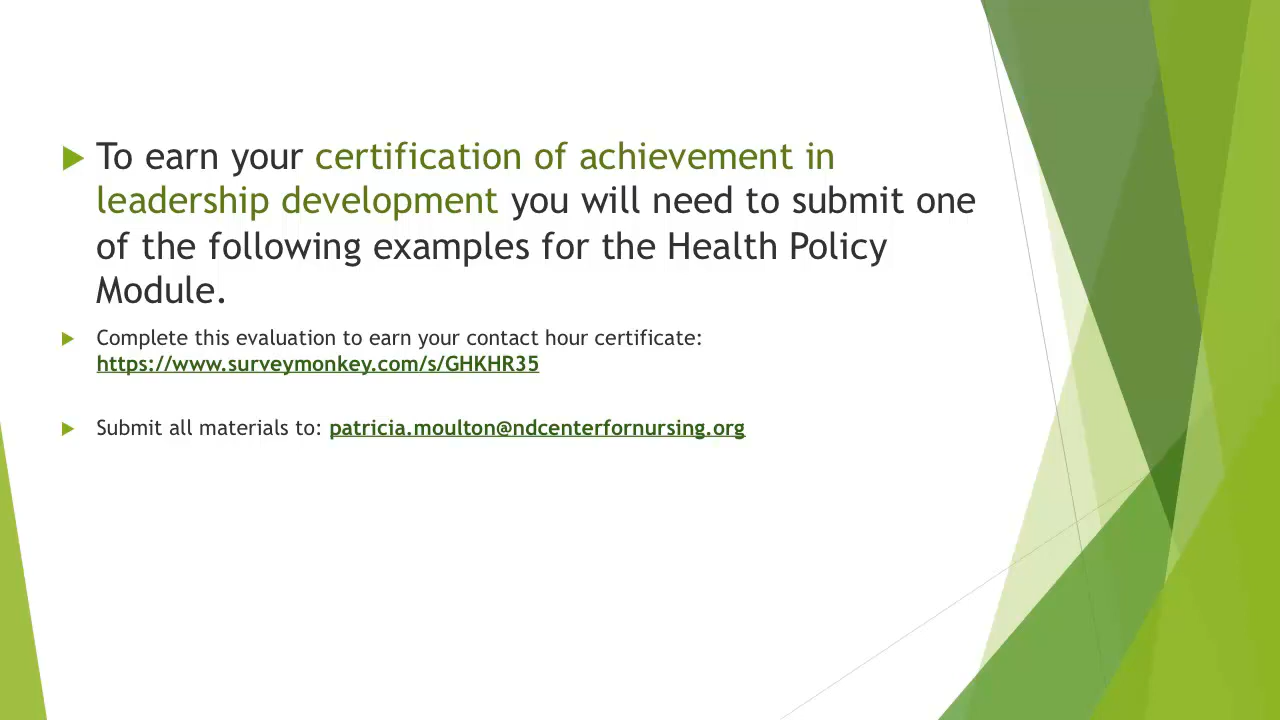 To earn your certification of achievement in
leadership development you will need to submit one
of the following examples for the Health Policy
Module.
Complete this evaluation to earn your contact hour certificate:
https://www.surveymonkey.com/s/GHKHR35
Submit all materials to: patricia.moulton@ndcenterfornursing.org